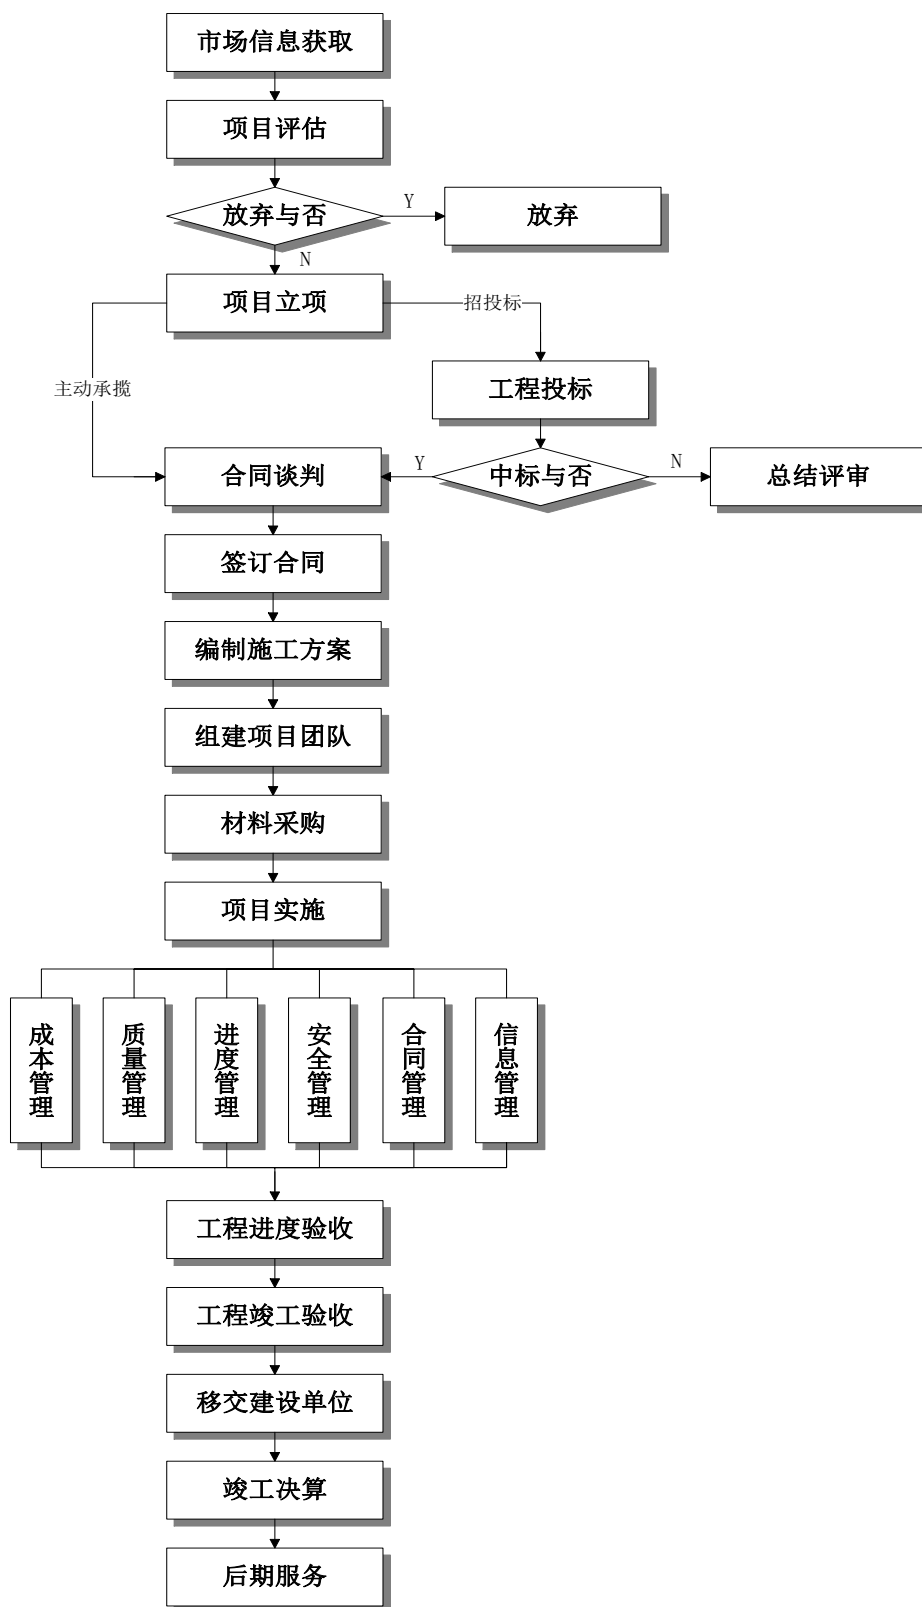 市场信息获取
项目评估
放弃与否
Y
放弃
N
项目立项
招投标
主动承揽
工程投标
合同谈判
Y
中标与否
N
总结评审
签订合同
编制施工方案
组建项目团队
材料采购
项目实施
成本管理
质量管理
进度管理
安全管理
合同管理
信息管理
工程进度验收
工程竣工验收
移交建设单位
竣工决算
后期服务